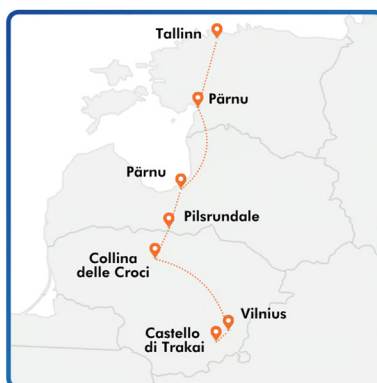 Tallinn
Pärnu
Pärnu
Pilsrundale
Collina
delle Croci
Vilnius
Castello
di Trakai